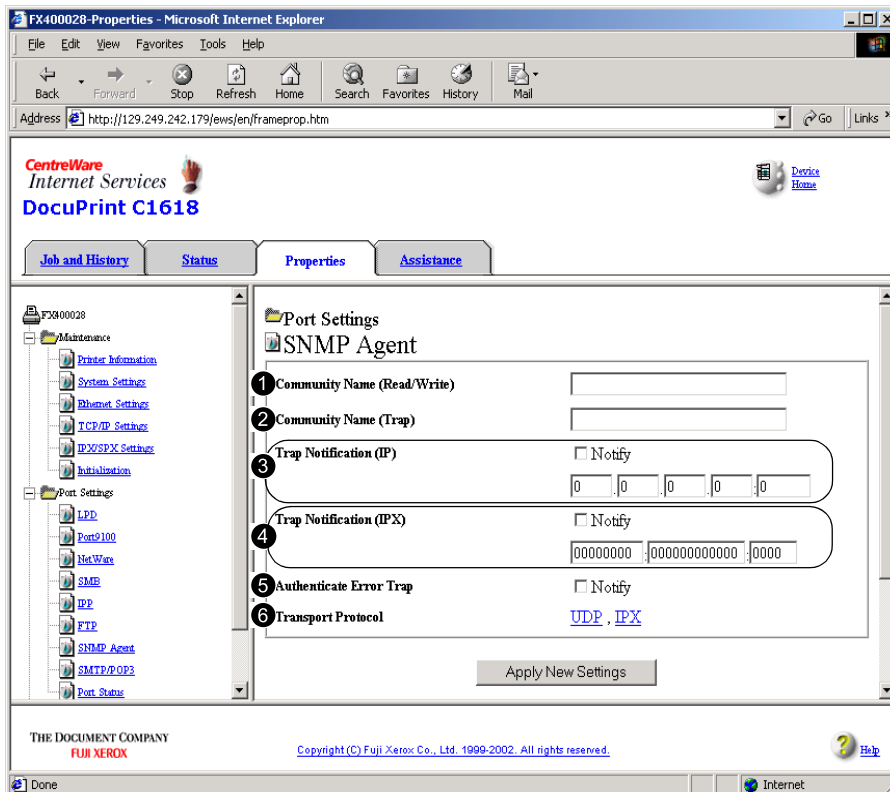 FX400028-Properties - Microsoft Internet Explorer
File Edit View Favorites Tools Help
Back Forward Stop Refresh Home Search Favorites History Mail
Address http://129.249.242.179/ews/en/frameprop.htm Go Links »
CentreWare
Internet Services
DocuPrint C1618
Device
Home
Job and History Status Properties Assistance
FX400028
Maintenance
Printer Information
System Settings
Ethernet Settings
TCP/IP Settings
IPX/SPX Settings
Initialization
Port Settings
LPD
Port9100
NetWare
SMB
IPP
FTP
SNMP Agent
SMTP/POP3
Port Status
Port Settings
SNMP Agent
1 Community Name (Read/Write)
2 Community Name (Trap)
3 Trap Notification (IP) Notify
0 .0 .0 .0 :0
4 Trap Notification (IPX) Notify
00000000 :000000000000 :0000
5 Authenticate Error Trap Notify
6 Transport Protocol UDP , IPX
Apply New Settings
THE DOCUMENT COMPANY
FUJI XEROX
Copyright (C) Fuji Xerox Co., Ltd. 1999-2002. All rights reserved.
Help
Done Internet